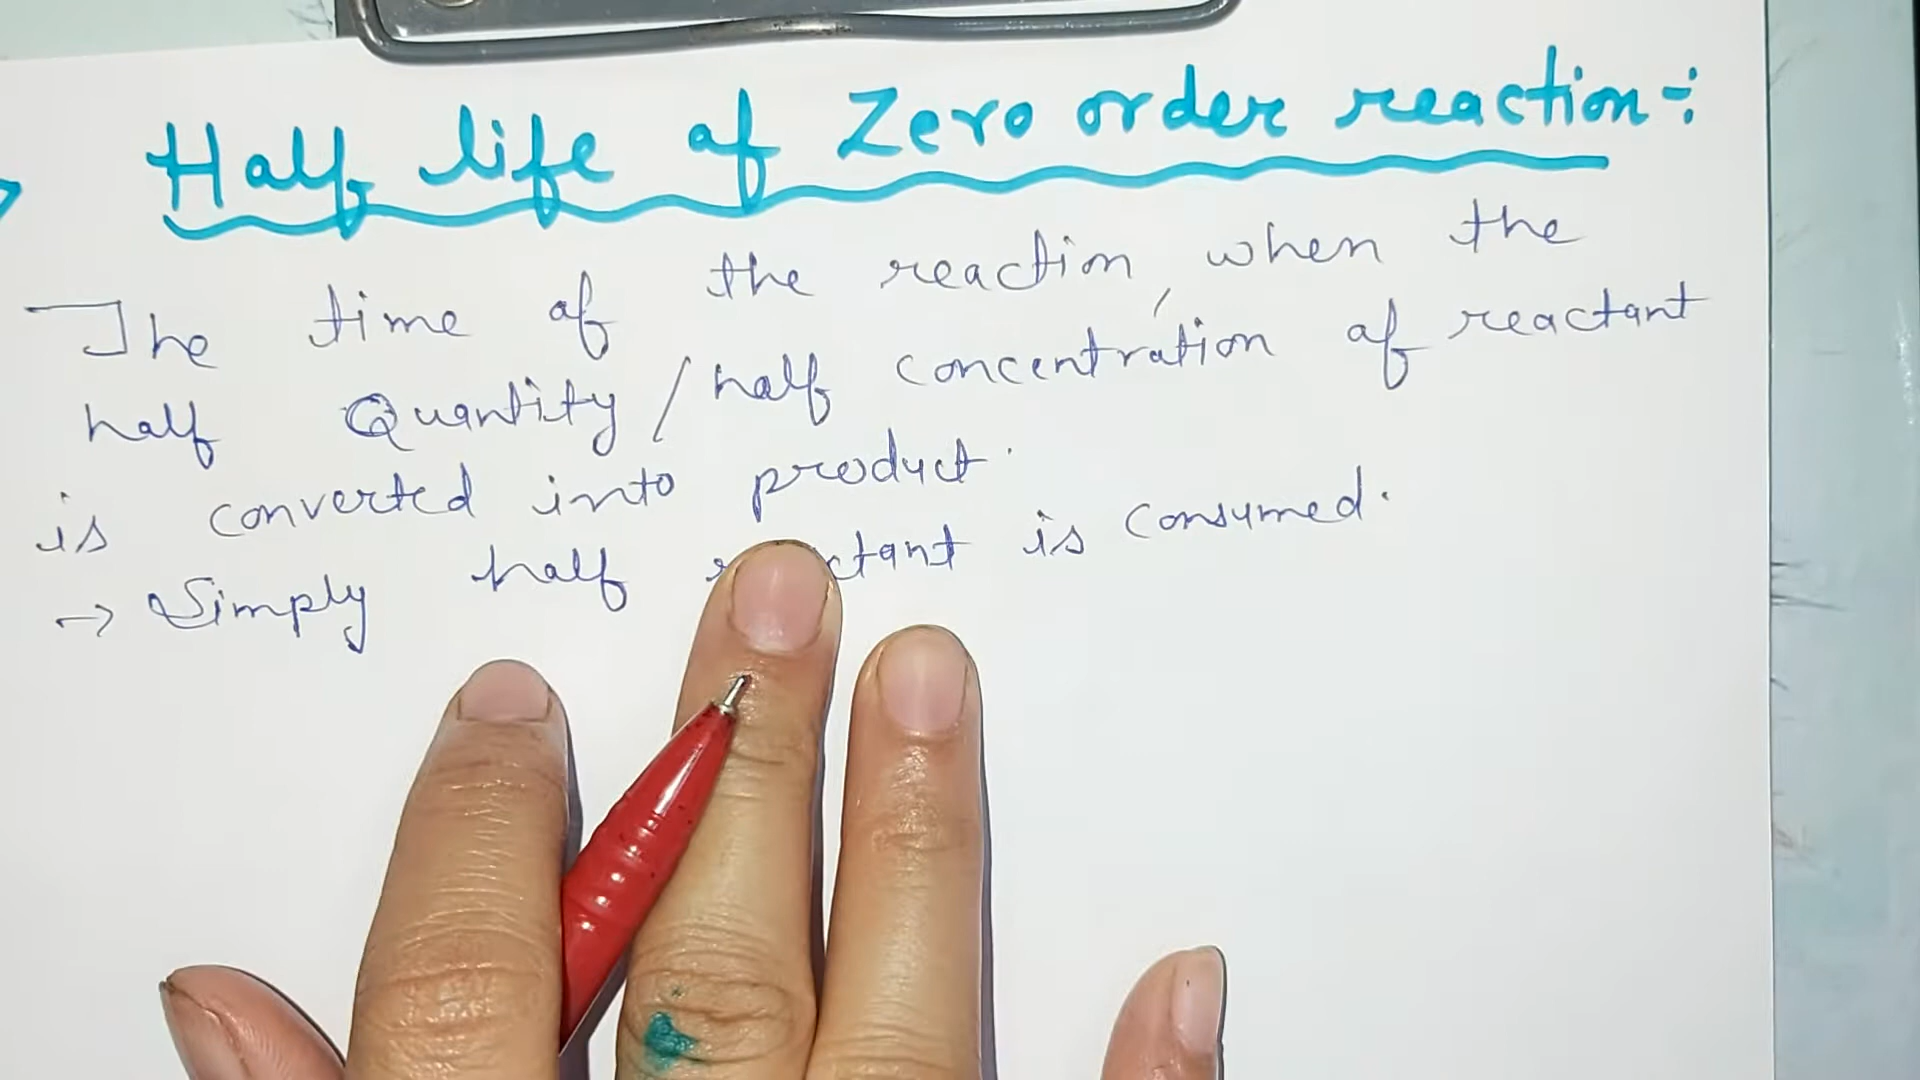 Half life of Zero order reaction÷
The time of the reaction, when the
half Quantity / half concentration of reactant
is converted into product.
→ Simply half is consumed.